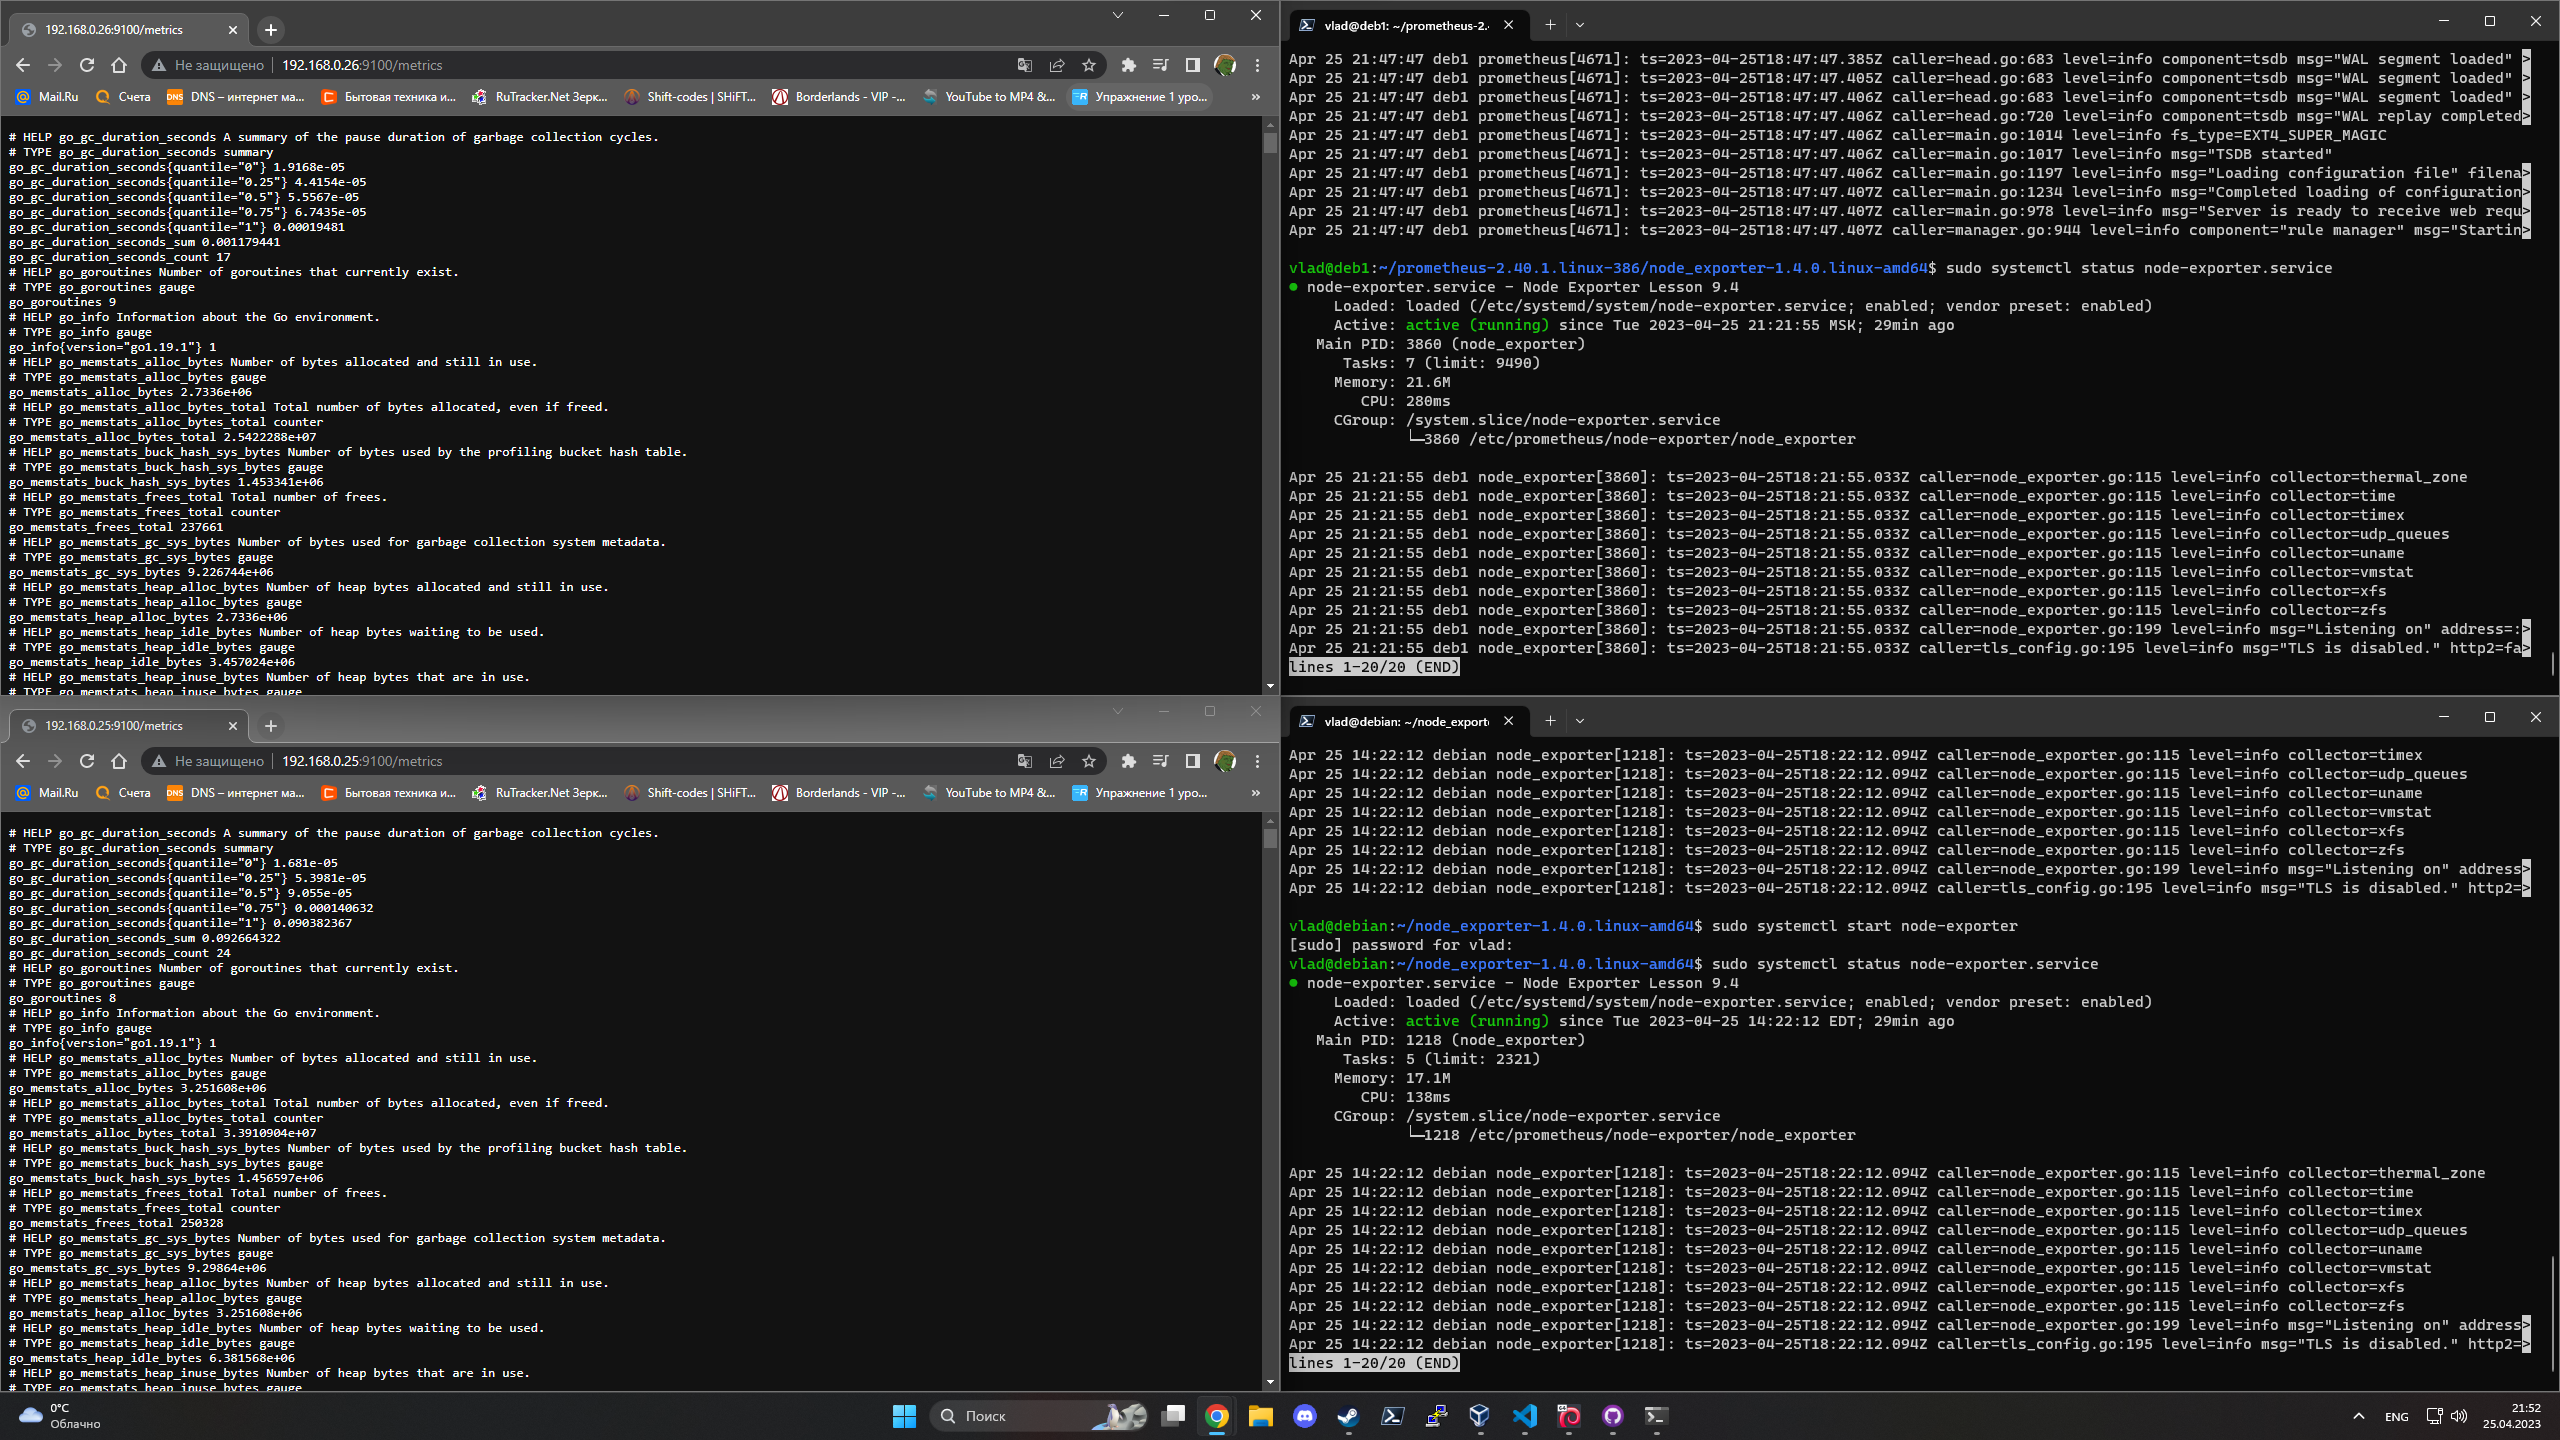 192.168.0.26:9100/metrics
Не защищено 192.168.0.26:9100/metrics
Mail.Ru Счета DNS – интернет ма... Бытовая техника и... RuTracker.Net Зерк... Shift-codes | SHiFT... Borderlands - VIP -... YouTube to MP4 &... Упражнение 1 уро... »
# HELP go_gc_duration_seconds A summary of the pause duration of garbage collection cycles.
# TYPE go_gc_duration_seconds summary
go_gc_duration_seconds{quantile="0"} 1.9168e-05
go_gc_duration_seconds{quantile="0.25"} 4.4154e-05
go_gc_duration_seconds{quantile="0.5"} 5.5567e-05
go_gc_duration_seconds{quantile="0.75"} 6.7435e-05
go_gc_duration_seconds{quantile="1"} 0.00019481
go_gc_duration_seconds_sum 0.001179441
go_gc_duration_seconds_count 17
# HELP go_goroutines Number of goroutines that currently exist.
# TYPE go_goroutines gauge
go_goroutines 9
# HELP go_info Information about the Go environment.
# TYPE go_info gauge
go_info{version="go1.19.1"} 1
# HELP go_memstats_alloc_bytes Number of bytes allocated and still in use.
# TYPE go_memstats_alloc_bytes gauge
go_memstats_alloc_bytes 2.7336e+06
# HELP go_memstats_alloc_bytes_total Total number of bytes allocated, even if freed.
# TYPE go_memstats_alloc_bytes_total counter
go_memstats_alloc_bytes_total 2.5422288e+07
# HELP go_memstats_buck_hash_sys_bytes Number of bytes used by the profiling bucket hash table.
# TYPE go_memstats_buck_hash_sys_bytes gauge
go_memstats_buck_hash_sys_bytes 1.453341e+06
# HELP go_memstats_frees_total Total number of frees.
# TYPE go_memstats_frees_total counter
go_memstats_frees_total 237661
# HELP go_memstats_gc_sys_bytes Number of bytes used for garbage collection system metadata.
# TYPE go_memstats_gc_sys_bytes gauge
go_memstats_gc_sys_bytes 9.226744e+06
# HELP go_memstats_heap_alloc_bytes Number of heap bytes allocated and still in use.
# TYPE go_memstats_heap_alloc_bytes gauge
go_memstats_heap_alloc_bytes 2.7336e+06
# HELP go_memstats_heap_idle_bytes Number of heap bytes waiting to be used.
# TYPE go_memstats_heap_idle_bytes gauge
go_memstats_heap_idle_bytes 3.457024e+06
# HELP go_memstats_heap_inuse_bytes Number of heap bytes that are in use.
# TYPE go_memstats_heap_inuse_bytes gauge
vlad@deb1: ~/prometheus-2.
Apr 25 21:47:47 deb1 prometheus[4671]: ts=2023-04-25T18:47:47.385Z caller=head.go:683 level=info component=tsdb msg="WAL segment loaded" >
Apr 25 21:47:47 deb1 prometheus[4671]: ts=2023-04-25T18:47:47.405Z caller=head.go:683 level=info component=tsdb msg="WAL segment loaded" >
Apr 25 21:47:47 deb1 prometheus[4671]: ts=2023-04-25T18:47:47.406Z caller=head.go:683 level=info component=tsdb msg="WAL segment loaded" >
Apr 25 21:47:47 deb1 prometheus[4671]: ts=2023-04-25T18:47:47.406Z caller=head.go:720 level=info component=tsdb msg="WAL replay completed>
Apr 25 21:47:47 deb1 prometheus[4671]: ts=2023-04-25T18:47:47.406Z caller=main.go:1014 level=info fs_type=EXT4_SUPER_MAGIC
Apr 25 21:47:47 deb1 prometheus[4671]: ts=2023-04-25T18:47:47.406Z caller=main.go:1017 level=info msg="TSDB started"
Apr 25 21:47:47 deb1 prometheus[4671]: ts=2023-04-25T18:47:47.406Z caller=main.go:1197 level=info msg="Loading configuration file" filena>
Apr 25 21:47:47 deb1 prometheus[4671]: ts=2023-04-25T18:47:47.407Z caller=main.go:1234 level=info msg="Completed loading of configuration>
Apr 25 21:47:47 deb1 prometheus[4671]: ts=2023-04-25T18:47:47.407Z caller=main.go:978 level=info msg="Server is ready to receive web requ>
Apr 25 21:47:47 deb1 prometheus[4671]: ts=2023-04-25T18:47:47.407Z caller=manager.go:944 level=info component="rule manager" msg="Startin>
vlad@deb1:~/prometheus-2.40.1.linux-386/node_exporter-1.4.0.linux-amd64$ sudo systemctl status node-exporter.service
● node-exporter.service - Node Exporter Lesson 9.4
Loaded: loaded (/etc/systemd/system/node-exporter.service; enabled; vendor preset: enabled)
Active: active (running) since Tue 2023-04-25 21:21:55 MSK; 29min ago
Main PID: 3860 (node_exporter)
Tasks: 7 (limit: 9490)
Memory: 21.6M
CPU: 280ms
CGroup: /system.slice/node-exporter.service
└─3860 /etc/prometheus/node-exporter/node_exporter
Apr 25 21:21:55 deb1 node_exporter[3860]: ts=2023-04-25T18:21:55.033Z caller=node_exporter.go:115 level=info collector=thermal_zone
Apr 25 21:21:55 deb1 node_exporter[3860]: ts=2023-04-25T18:21:55.033Z caller=node_exporter.go:115 level=info collector=time
Apr 25 21:21:55 deb1 node_exporter[3860]: ts=2023-04-25T18:21:55.033Z caller=node_exporter.go:115 level=info collector=timex
Apr 25 21:21:55 deb1 node_exporter[3860]: ts=2023-04-25T18:21:55.033Z caller=node_exporter.go:115 level=info collector=udp_queues
Apr 25 21:21:55 deb1 node_exporter[3860]: ts=2023-04-25T18:21:55.033Z caller=node_exporter.go:115 level=info collector=uname
Apr 25 21:21:55 deb1 node_exporter[3860]: ts=2023-04-25T18:21:55.033Z caller=node_exporter.go:115 level=info collector=vmstat
Apr 25 21:21:55 deb1 node_exporter[3860]: ts=2023-04-25T18:21:55.033Z caller=node_exporter.go:115 level=info collector=xfs
Apr 25 21:21:55 deb1 node_exporter[3860]: ts=2023-04-25T18:21:55.033Z caller=node_exporter.go:115 level=info collector=zfs
Apr 25 21:21:55 deb1 node_exporter[3860]: ts=2023-04-25T18:21:55.033Z caller=node_exporter.go:199 level=info msg="Listening on" address=:>
Apr 25 21:21:55 deb1 node_exporter[3860]: ts=2023-04-25T18:21:55.033Z caller=tls_config.go:195 level=info msg="TLS is disabled." http2=fa>
lines 1-20/20 (END)
192.168.0.25:9100/metrics
Не защищено 192.168.0.25:9100/metrics
Mail.Ru Счета DNS – интернет ма... Бытовая техника и... RuTracker.Net Зерк... Shift-codes | SHiFT... Borderlands - VIP -... YouTube to MP4 &... Упражнение 1 уро... »
# HELP go_gc_duration_seconds A summary of the pause duration of garbage collection cycles.
# TYPE go_gc_duration_seconds summary
go_gc_duration_seconds{quantile="0"} 1.681e-05
go_gc_duration_seconds{quantile="0.25"} 5.3981e-05
go_gc_duration_seconds{quantile="0.5"} 9.055e-05
go_gc_duration_seconds{quantile="0.75"} 0.000140632
go_gc_duration_seconds{quantile="1"} 0.090382367
go_gc_duration_seconds_sum 0.092664322
go_gc_duration_seconds_count 24
# HELP go_goroutines Number of goroutines that currently exist.
# TYPE go_goroutines gauge
go_goroutines 8
# HELP go_info Information about the Go environment.
# TYPE go_info gauge
go_info{version="go1.19.1"} 1
# HELP go_memstats_alloc_bytes Number of bytes allocated and still in use.
# TYPE go_memstats_alloc_bytes gauge
go_memstats_alloc_bytes 3.251608e+06
# HELP go_memstats_alloc_bytes_total Total number of bytes allocated, even if freed.
# TYPE go_memstats_alloc_bytes_total counter
go_memstats_alloc_bytes_total 3.3910904e+07
# HELP go_memstats_buck_hash_sys_bytes Number of bytes used by the profiling bucket hash table.
# TYPE go_memstats_buck_hash_sys_bytes gauge
go_memstats_buck_hash_sys_bytes 1.456597e+06
# HELP go_memstats_frees_total Total number of frees.
# TYPE go_memstats_frees_total counter
go_memstats_frees_total 250328
# HELP go_memstats_gc_sys_bytes Number of bytes used for garbage collection system metadata.
# TYPE go_memstats_gc_sys_bytes gauge
go_memstats_gc_sys_bytes 9.29864e+06
# HELP go_memstats_heap_alloc_bytes Number of heap bytes allocated and still in use.
# TYPE go_memstats_heap_alloc_bytes gauge
go_memstats_heap_alloc_bytes 3.251608e+06
# HELP go_memstats_heap_idle_bytes Number of heap bytes waiting to be used.
# TYPE go_memstats_heap_idle_bytes gauge
go_memstats_heap_idle_bytes 6.381568e+06
# HELP go_memstats_heap_inuse_bytes Number of heap bytes that are in use.
# TYPE go_memstats_heap_inuse_bytes gauge
vlad@debian: ~/node_export
Apr 25 14:22:12 debian node_exporter[1218]: ts=2023-04-25T18:22:12.094Z caller=node_exporter.go:115 level=info collector=timex
Apr 25 14:22:12 debian node_exporter[1218]: ts=2023-04-25T18:22:12.094Z caller=node_exporter.go:115 level=info collector=udp_queues
Apr 25 14:22:12 debian node_exporter[1218]: ts=2023-04-25T18:22:12.094Z caller=node_exporter.go:115 level=info collector=uname
Apr 25 14:22:12 debian node_exporter[1218]: ts=2023-04-25T18:22:12.094Z caller=node_exporter.go:115 level=info collector=vmstat
Apr 25 14:22:12 debian node_exporter[1218]: ts=2023-04-25T18:22:12.094Z caller=node_exporter.go:115 level=info collector=xfs
Apr 25 14:22:12 debian node_exporter[1218]: ts=2023-04-25T18:22:12.094Z caller=node_exporter.go:115 level=info collector=zfs
Apr 25 14:22:12 debian node_exporter[1218]: ts=2023-04-25T18:22:12.094Z caller=node_exporter.go:199 level=info msg="Listening on" address>
Apr 25 14:22:12 debian node_exporter[1218]: ts=2023-04-25T18:22:12.094Z caller=tls_config.go:195 level=info msg="TLS is disabled." http2=>
vlad@debian:~/node_exporter-1.4.0.linux-amd64$ sudo systemctl start node-exporter
[sudo] password for vlad:
vlad@debian:~/node_exporter-1.4.0.linux-amd64$ sudo systemctl status node-exporter.service
● node-exporter.service - Node Exporter Lesson 9.4
Loaded: loaded (/etc/systemd/system/node-exporter.service; enabled; vendor preset: enabled)
Active: active (running) since Tue 2023-04-25 14:22:12 EDT; 29min ago
Main PID: 1218 (node_exporter)
Tasks: 5 (limit: 2321)
Memory: 17.1M
CPU: 138ms
CGroup: /system.slice/node-exporter.service
└─1218 /etc/prometheus/node-exporter/node_exporter
Apr 25 14:22:12 debian node_exporter[1218]: ts=2023-04-25T18:22:12.094Z caller=node_exporter.go:115 level=info collector=thermal_zone
Apr 25 14:22:12 debian node_exporter[1218]: ts=2023-04-25T18:22:12.094Z caller=node_exporter.go:115 level=info collector=time
Apr 25 14:22:12 debian node_exporter[1218]: ts=2023-04-25T18:22:12.094Z caller=node_exporter.go:115 level=info collector=timex
Apr 25 14:22:12 debian node_exporter[1218]: ts=2023-04-25T18:22:12.094Z caller=node_exporter.go:115 level=info collector=udp_queues
Apr 25 14:22:12 debian node_exporter[1218]: ts=2023-04-25T18:22:12.094Z caller=node_exporter.go:115 level=info collector=uname
Apr 25 14:22:12 debian node_exporter[1218]: ts=2023-04-25T18:22:12.094Z caller=node_exporter.go:115 level=info collector=vmstat
Apr 25 14:22:12 debian node_exporter[1218]: ts=2023-04-25T18:22:12.094Z caller=node_exporter.go:115 level=info collector=xfs
Apr 25 14:22:12 debian node_exporter[1218]: ts=2023-04-25T18:22:12.094Z caller=node_exporter.go:115 level=info collector=zfs
Apr 25 14:22:12 debian node_exporter[1218]: ts=2023-04-25T18:22:12.094Z caller=node_exporter.go:199 level=info msg="Listening on" address>
Apr 25 14:22:12 debian node_exporter[1218]: ts=2023-04-25T18:22:12.094Z caller=tls_config.go:195 level=info msg="TLS is disabled." http2=>
lines 1-20/20 (END)
0°C
Облачно
Поиск
ENG
21:52
25.04.2023